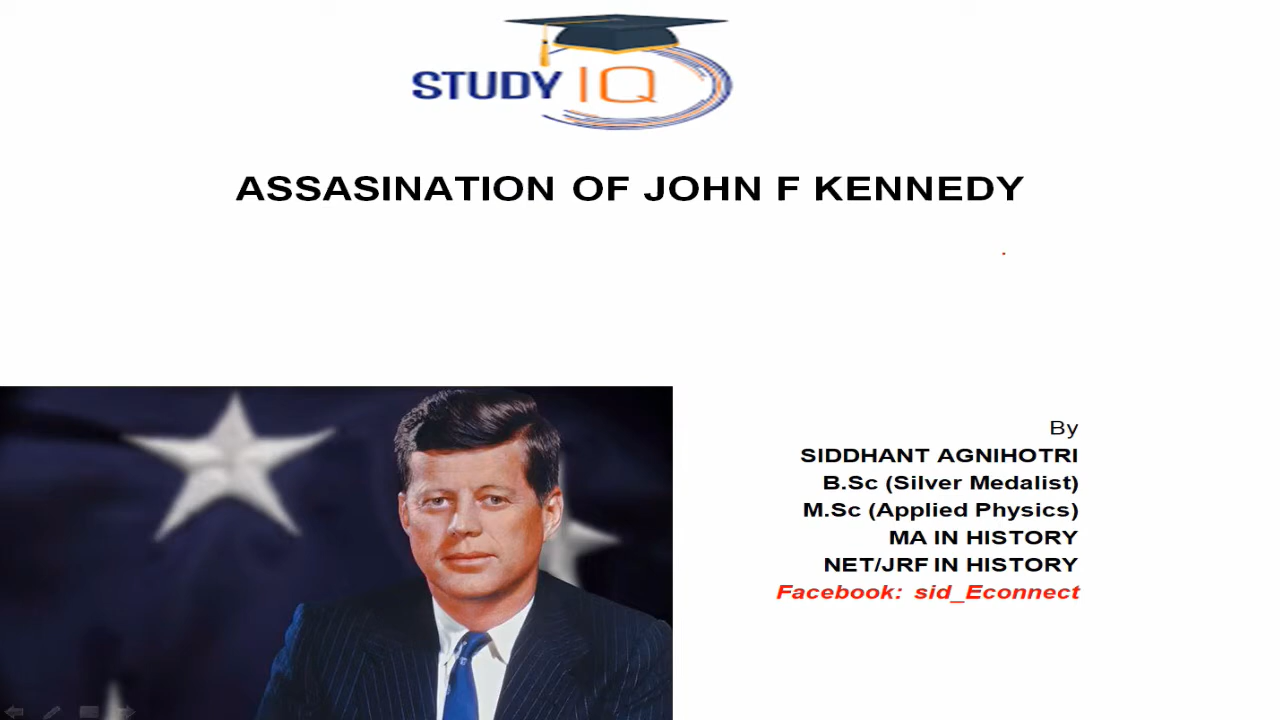 STUDY IQ
ASSASINATION OF JOHN F KENNEDY
By
SIDDHANT AGNIHOTRI
B.Sc (Silver Medalist)
M.Sc (Applied Physics)
MA IN HISTORY
NET/JRF IN HISTORY
Facebook: sid_Econnect